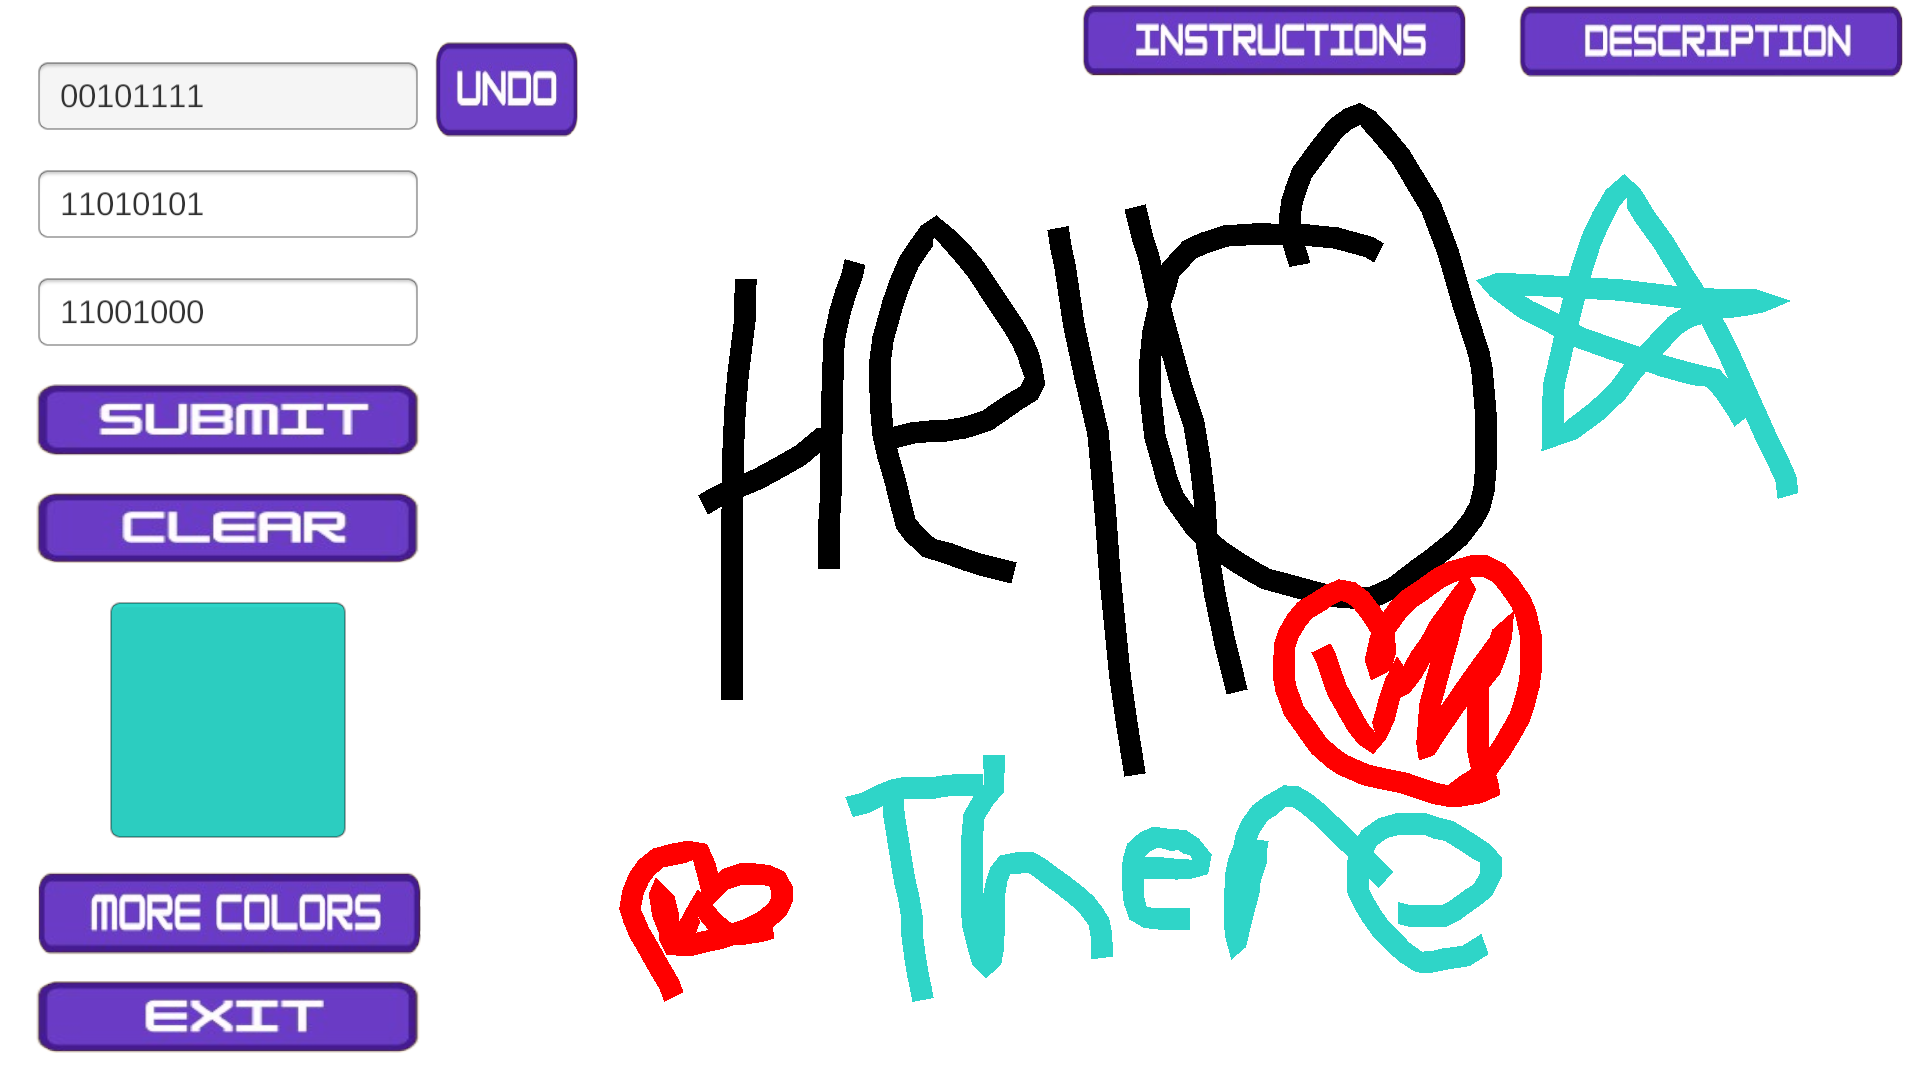 INSTRUCTIONS DESCRIPTION
00101111 UNDO
11010101
11001000
SUBMIT
CLEAR
MORE COLORS
EXIT
Hello
There